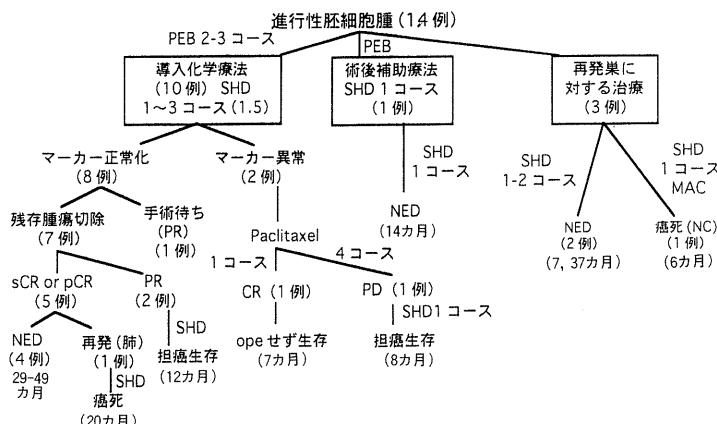 進行性胚細胞腫 (14 例)
PEB 2-3 コース
PEB
導入化学療法
(10 例) SHD
1〜3 コース (1.5)
術後補助療法
SHD 1 コース
(1 例)
再発巣に
対する治療
(3 例)
マーカー正常化
(8 例)
マーカー異常
(2 例)
SHD
1 コース
SHD
1-2 コース
SHD
1 コース
MAC
残存腫瘍切除
(7 例)
手術待ち
(PR)
(1 例)
Paclitaxel
NED
(14カ月)
NED
(2 例)
(7, 37カ月)
癌死 (NC)
(1 例)
(6カ月)
1 コース
4 コース
sCR or pCR
(5 例)
PR
(2 例)
CR (1 例)
PD (1 例)
SHD
SHD1 コース
NED
(4 例)
29-49
カ月
再発 (肺)
(1 例)
SHD
癌死
(20カ月)
担癌生存
(12カ月)
ope せず生存
(7カ月)
担癌生存
(8カ月)